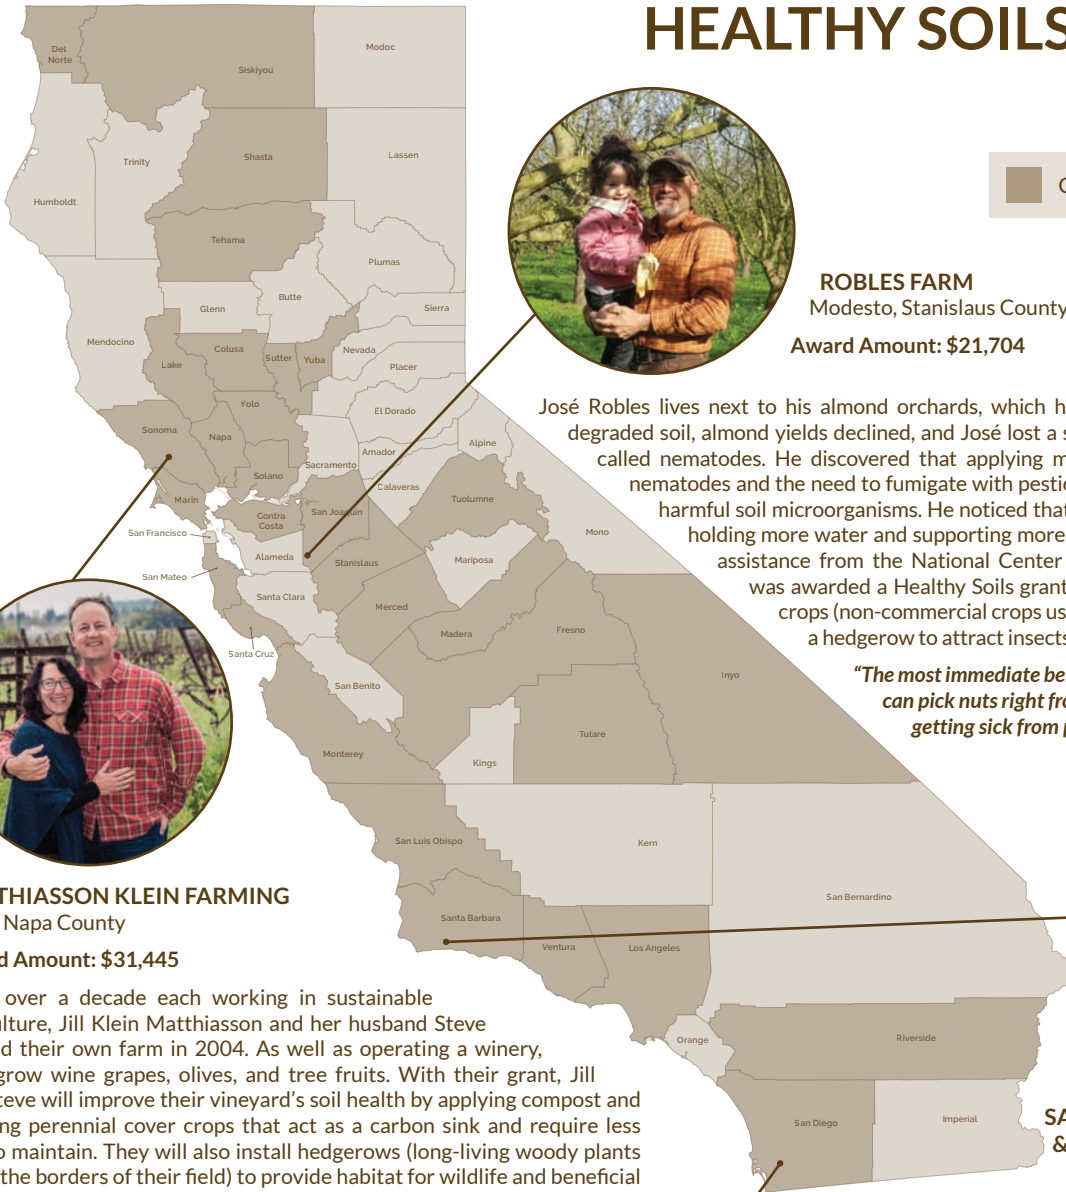 HEALTHY SOILS
Del
Norte
Siskiyou
Modoc
Trinity
Shasta
Lassen
Humboldt
Tehama
Plumas
Glenn
Butte
Sierra
Mendocino
Lake
Colusa
Sutter
Yuba
Nevada
Placer
Yolo
El Dorado
Sonoma
Napa
Alpine
Sacramento
Amador
Solano
Calaveras
Marin
Tuolumne
Contra
Costa
San Joaquin
San Francisco
Mono
Alameda
Stanislaus
Mariposa
San Mateo
Santa Clara
Merced
Madera
Fresno
Santa Cruz
San Benito
Inyo
Monterey
Tulare
Kings
San Luis Obispo
Kern
San Bernardino
Santa Barbara
Ventura
Los Angeles
Orange
Riverside
San Diego
Imperial
ROBLES FARM
Modesto, Stanislaus County
Award Amount: $21,704
José Robles lives next to his almond orchards, which h
degraded soil, almond yields declined, and José lost a s
called nematodes. He discovered that applying m
nematodes and the need to fumigate with pestic
harmful soil microorganisms. He noticed that
holding more water and supporting more
assistance from the National Center
was awarded a Healthy Soils grant
crops (non-commercial crops us
a hedgerow to attract insects
“The most immediate be
can pick nuts right fro
getting sick from p
THIASSON KLEIN FARMING
Napa County
d Amount: $31,445
over a decade each working in sustainable
ulture, Jill Klein Matthiasson and her husband Steve
d their own farm in 2004. As well as operating a winery,
grow wine grapes, olives, and tree fruits. With their grant, Jill
teve will improve their vineyard’s soil health by applying compost and
ng perennial cover crops that act as a carbon sink and require less
o maintain. They will also install hedgerows (long-living woody plants
the borders of their field) to provide habitat for wildlife and beneficial
SA
&